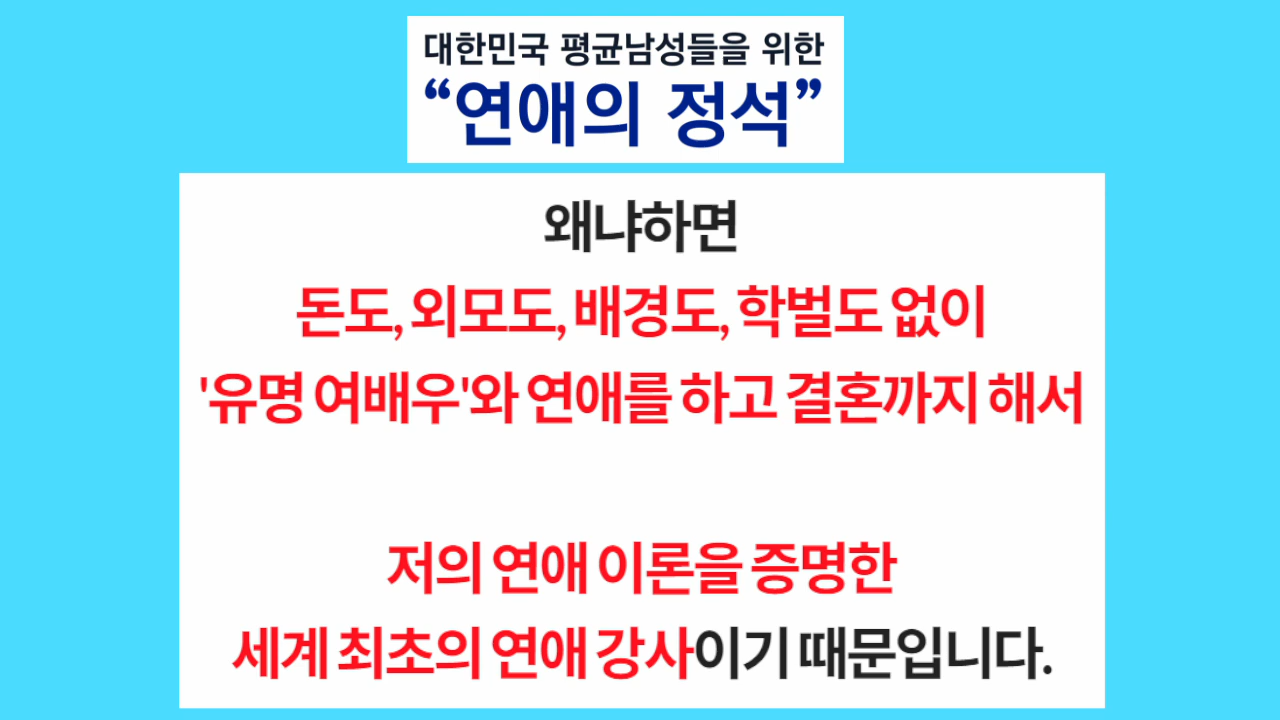 대한민국 평균남성들을 위한
“연애의 정석”
왜냐하면
돈도, 외모도, 배경도, 학벌도 없이
'유명 여배우'와 연애를 하고 결혼까지 해서
저의 연애 이론을 증명한
세계 최초의 연애 강사이기 때문입니다.